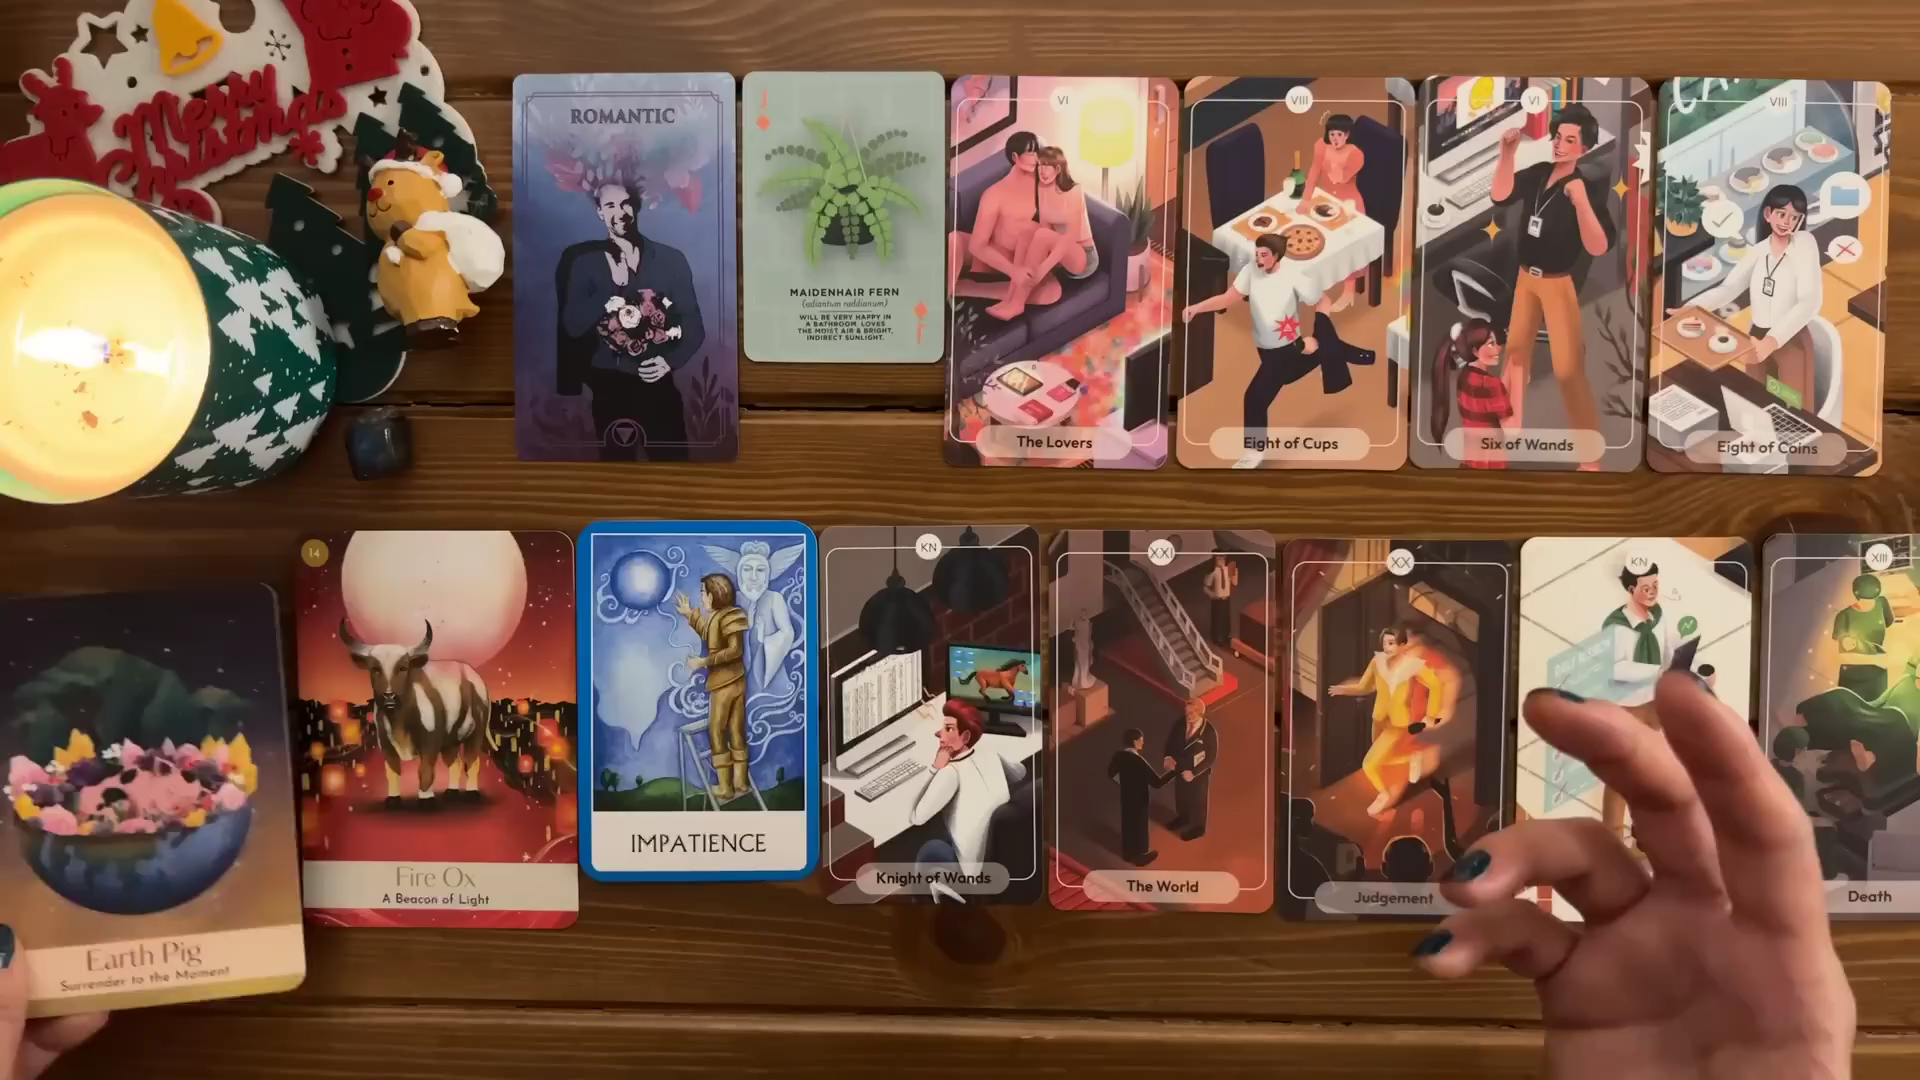 Merry
Christmas
ROMANTIC
J
MAIDENHAIR FERN
(adiantum raddianum)
WILL BE VERY HAPPY IN
A BATHROOM. LOVES
THE MOIST AIR & BRIGHT,
INDIRECT SUNLIGHT.
J
VI
The Lovers
VIII
Eight of Cups
VI
Six of Wands
VIII
Eight of Coins
Earth Pig
Surrender to the Moment
14
Fire Ox
A Beacon of Light
IMPATIENCE
KN
Knight of Wands
XXI
The World
XX
Judgement
KN
XIII
Death